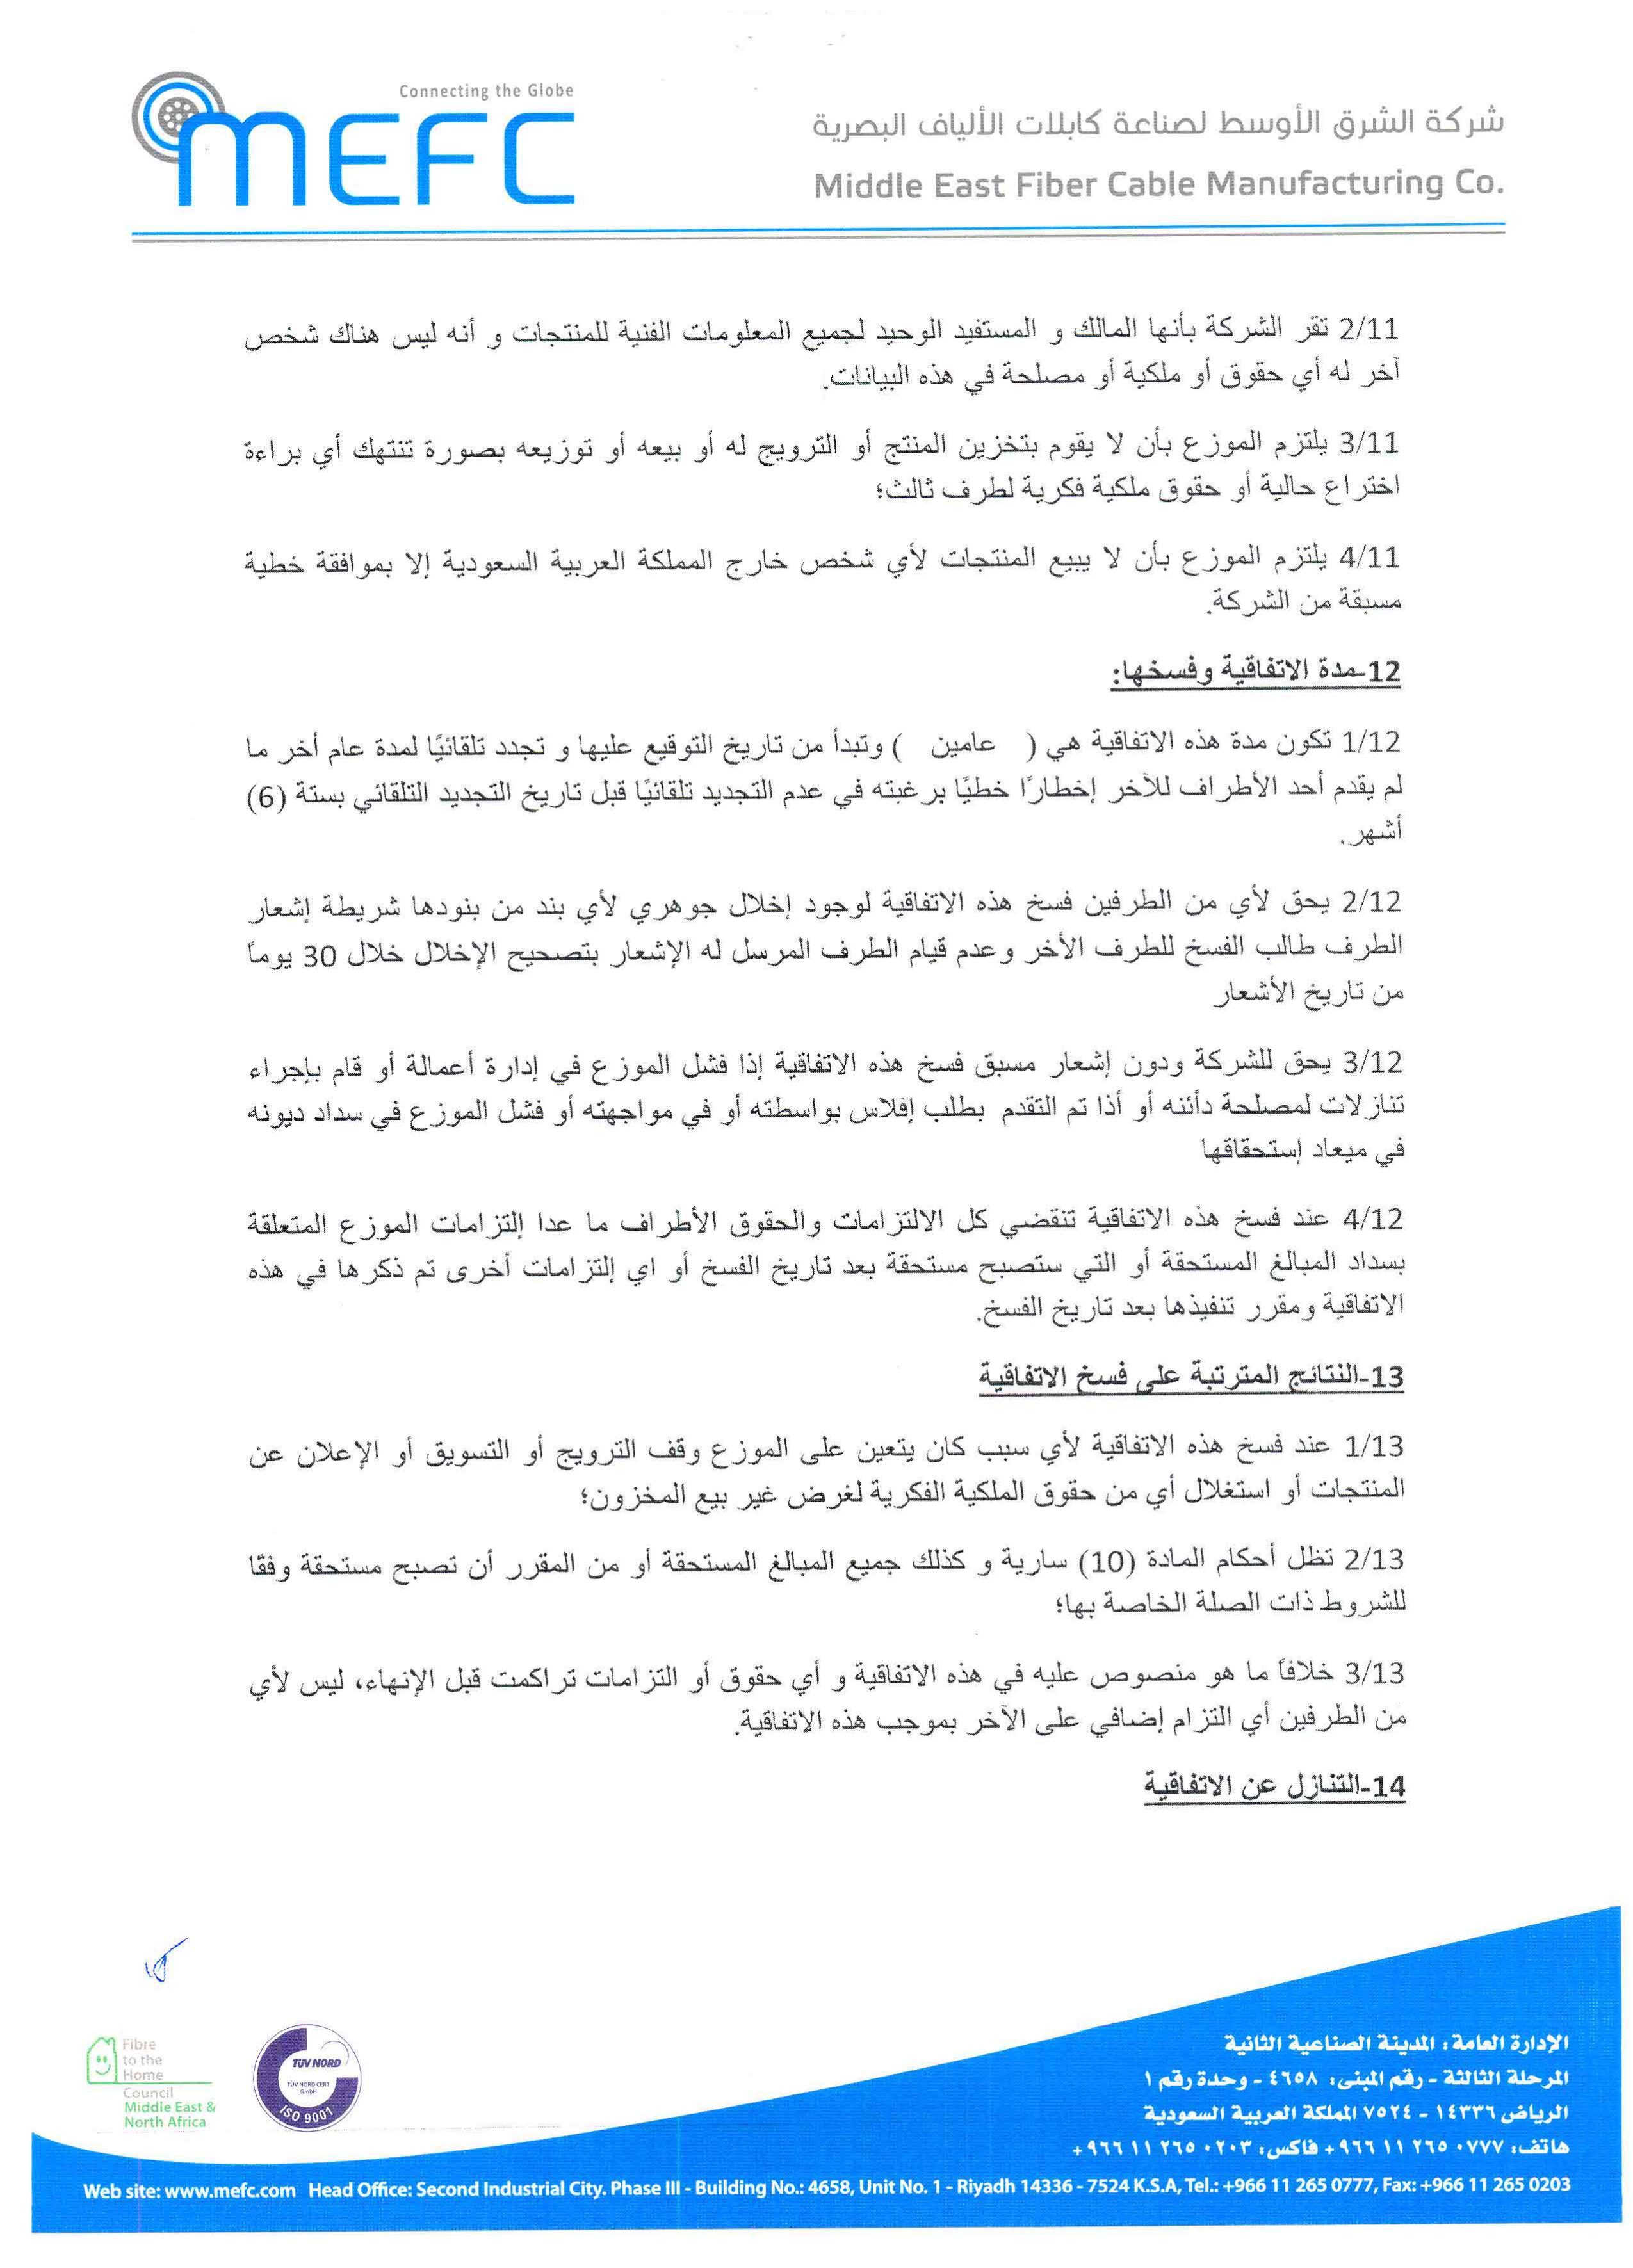 Connecting the Globe
MEFC
شركة الشرق الأوسط لصناعة كابلات الألياف البصرية
Middle East Fiber Cable Manufacturing Co.
2/11 تقر الشركة بأنها المالك و المستفيد الوحيد لجميع المعلومات الفنية للمنتجات و أنه ليس هناك شخص
آخر له أي حقوق أو ملكية أو مصلحة في هذه البيانات.
3/11 يلتزم الموزع بأن لا يقوم بتخزين المنتج أو الترويج له أو بيعه أو توزيعه بصورة تنتهك أي براءة
اختراع حالية أو حقوق ملكية فكرية لطرف ثالث؛
4/11 يلتزم الموزع بأن لا يبيع المنتجات لأي شخص خارج المملكة العربية السعودية إلا بموافقة خطية
مسبقة من الشركة.
12-مدة الاتفاقية وفسخها:
1/12 تكون مدة هذه الاتفاقية هي ( عامين ) وتبدأ من تاريخ التوقيع عليها و تجدد تلقائيًا لمدة عام أخر ما
لم يقدم أحد الأطراف للآخر إخطارًا خطيًا برغبته في عدم التجديد تلقائيًا قبل تاريخ التجديد التلقائي بستة (6)
أشهر.
2/12 يحق لأي من الطرفين فسخ هذه الاتفاقية لوجود إخلال جوهري لأي بند من بنودها شريطة إشعار
الطرف طالب الفسخ للطرف الأخر وعدم قيام الطرف المرسل له الإشعار بتصحيح الإخلال خلال 30 يوماً
من تاريخ الأشعار
3/12 يحق للشركة ودون إشعار مسبق فسخ هذه الاتفاقية إذا فشل الموزع في إدارة أعمالة أو قام بإجراء
تنازلات لمصلحة دأئنه أو أذا تم التقدم بطلب إفلاس بواسطته أو في مواجهته أو فشل الموزع في سداد ديونه
في ميعاد إستحقاقها
4/12 عند فسخ هذه الاتفاقية تنقضي كل الالتزامات والحقوق الأطراف ما عدا إلتزامات الموزع المتعلقة
بسداد المبالغ المستحقة أو التي ستصبح مستحقة بعد تاريخ الفسخ أو اي إلتزامات أخرى تم ذكرها في هذه
الاتفاقية ومقرر تنفيذها بعد تاريخ الفسخ.
13-النتائج المترتبة على فسخ الاتفاقية
1/13 عند فسخ هذه الاتفاقية لأي سبب كان يتعين على الموزع وقف الترويج أو التسويق أو الإعلان عن
المنتجات أو استغلال أي من حقوق الملكية الفكرية لغرض غير بيع المخزون؛
2/13 تظل أحكام المادة (10) سارية و كذلك جميع المبالغ المستحقة أو من المقرر أن تصبح مستحقة وفقًا
للشروط ذات الصلة الخاصة بها؛
3/13 خلافاً ما هو منصوص عليه في هذه الاتفاقية و أي حقوق أو التزامات تراكمت قبل الإنهاء، ليس لأي
من الطرفين أي التزام إضافي على الآخر بموجب هذه الاتفاقية.
14-التنازل عن الاتفاقية
Fibre
to the
Home
Council
Middle East &
North Africa
TÜV NORD
TÜV NORD CERT
GmbH
ISO 9001
الإدارة العامة: المدينة الصناعية الثانية
المرحلة الثالثة - رقم المبنى: ٤٦٥٨ - وحدة رقم ١
الرياض ١٤٣٣٦ - ٧٥٢٤ المملكة العربية السعودية
هاتف: ٠٧٧٧ ٢٦٥ ١١ ٩٦٦+ فاكس: ٠٢٠٣ ٢٦٥ ١١ ٩٦٦+
Web site: www.mefc.com Head Office: Second Industrial City. Phase III - Building No.: 4658, Unit No. 1 - Riyadh 14336 - 7524 K.S.A, Tel.: +966 11 265 0777, Fax: +966 11 265 0203